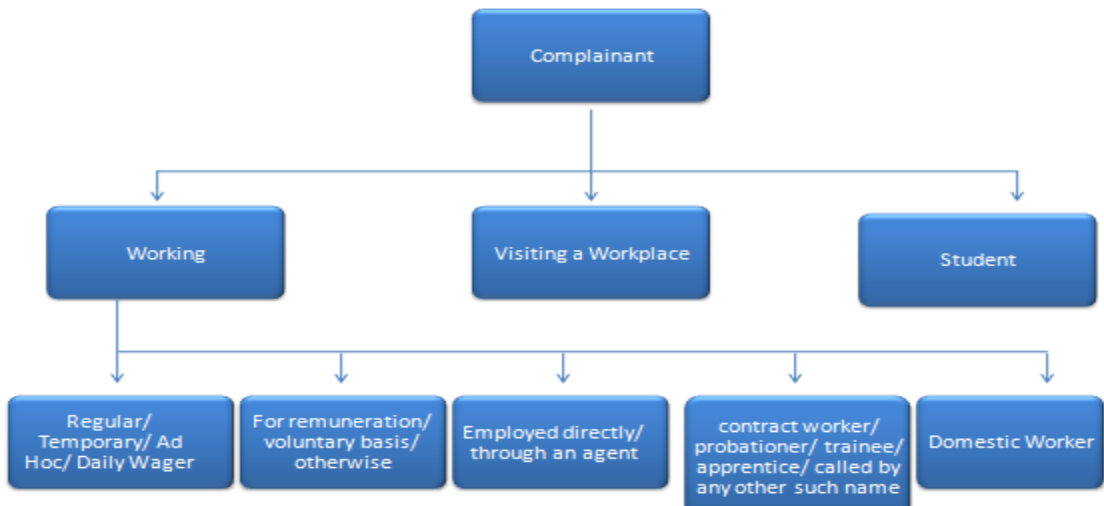 Complainant
Working
Visiting a Workplace
Student
Regular/
Temporary/ Ad
Hoc/ Daily Wager
For remuneration/
voluntary basis/
otherwise
Employed directly/
through an agent
contract worker/
probationer/ trainee/
apprentice/ called by
any other such name
Domestic Worker